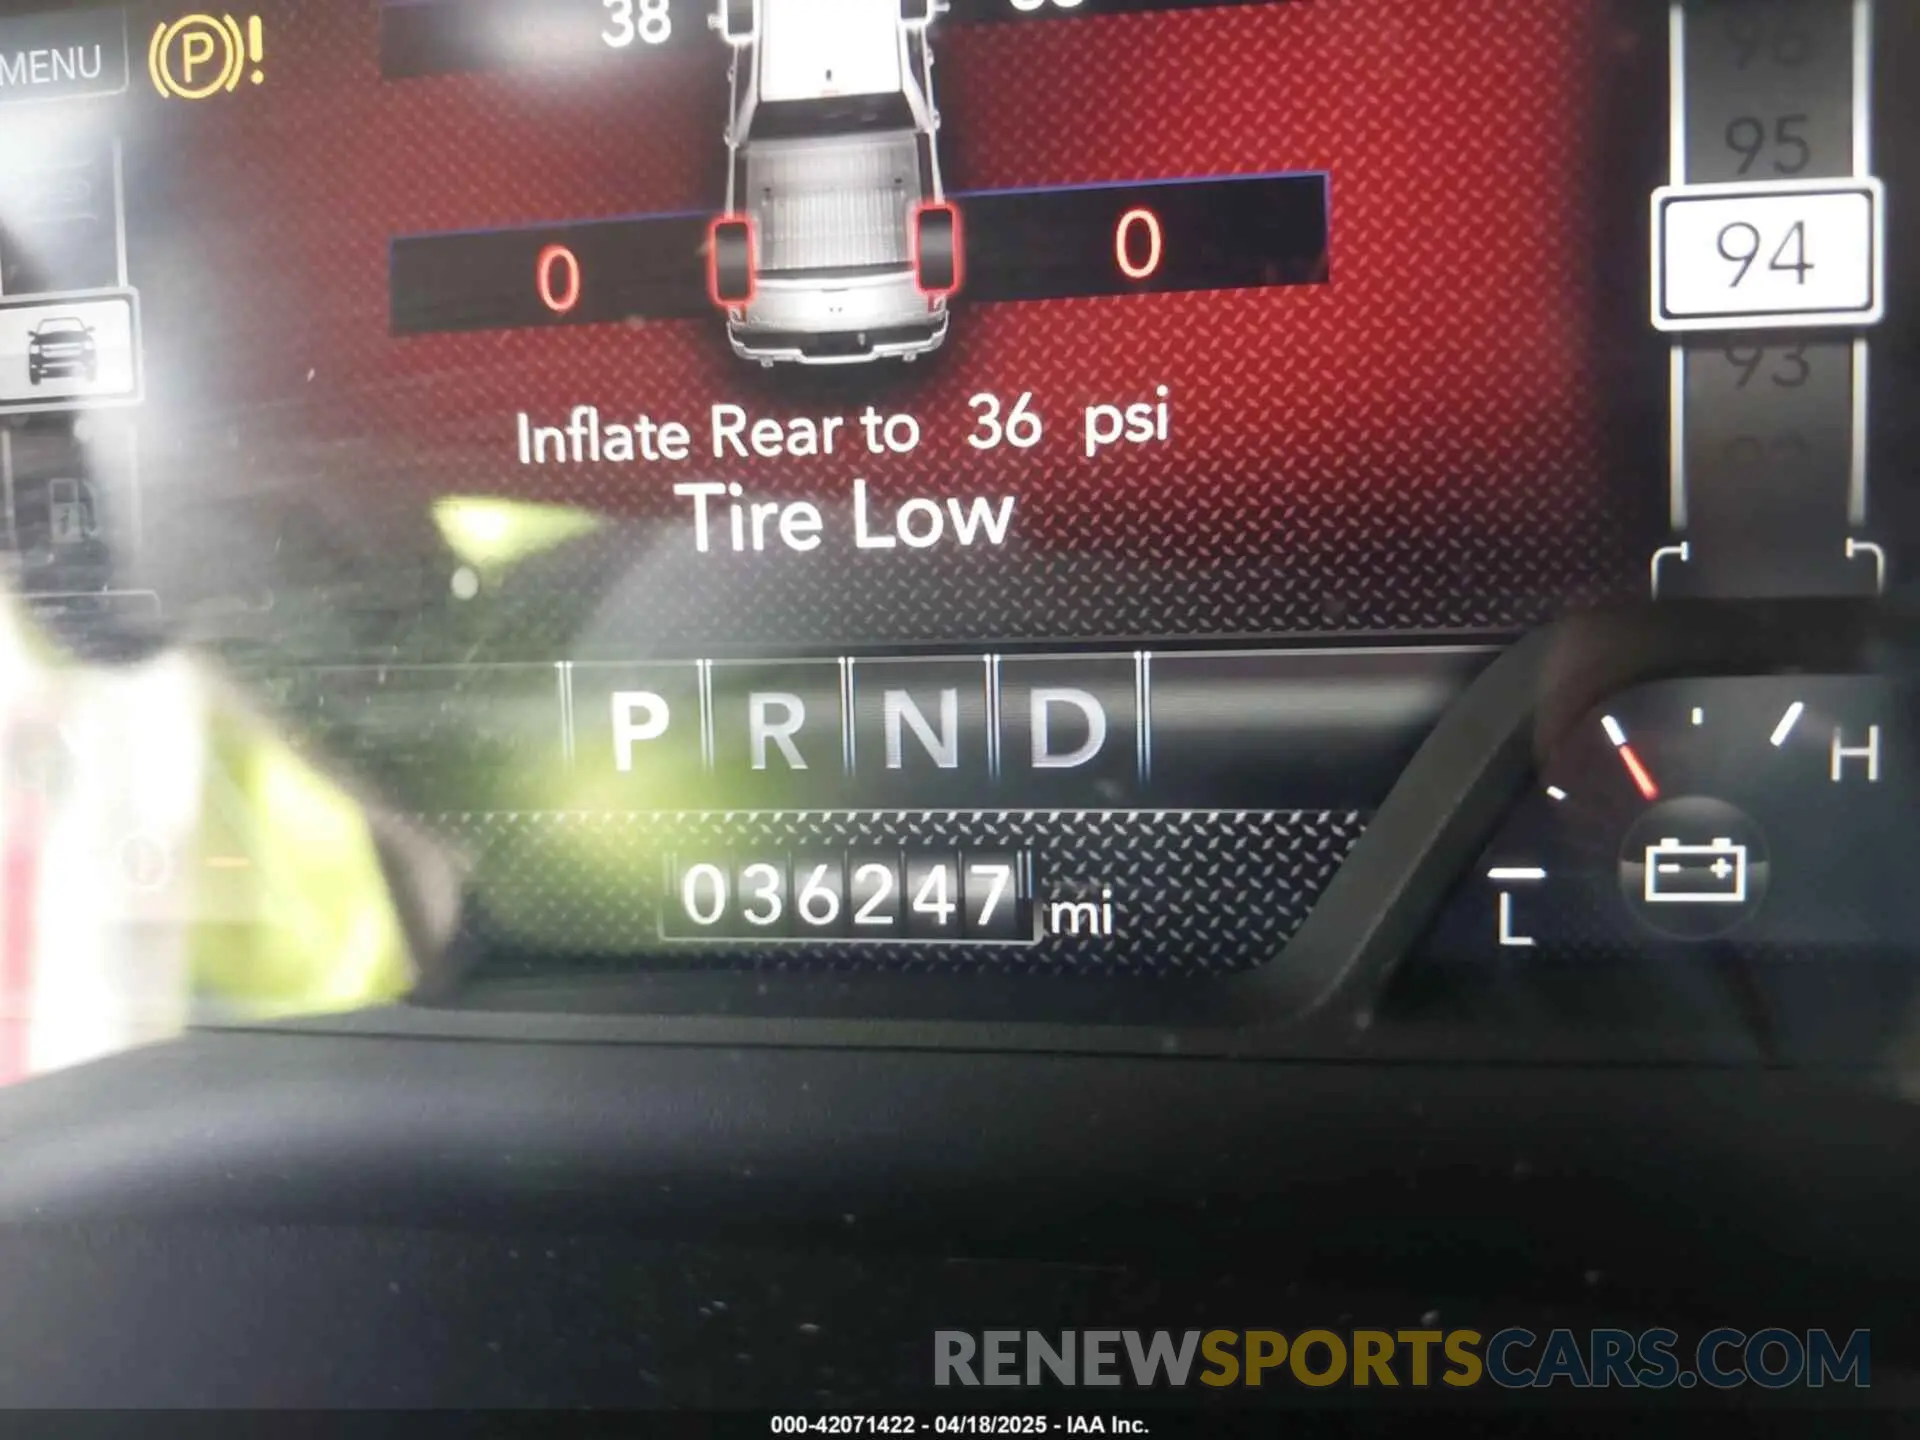 38
MENU
P !
96
95
94
93
0
0
Inflate Rear to 36 psi
Tire Low
P R N D
H
L
036247 mi
RENEWSPORTSCARS.COM
000-42071422 - 04/18/2025 - IAA Inc.